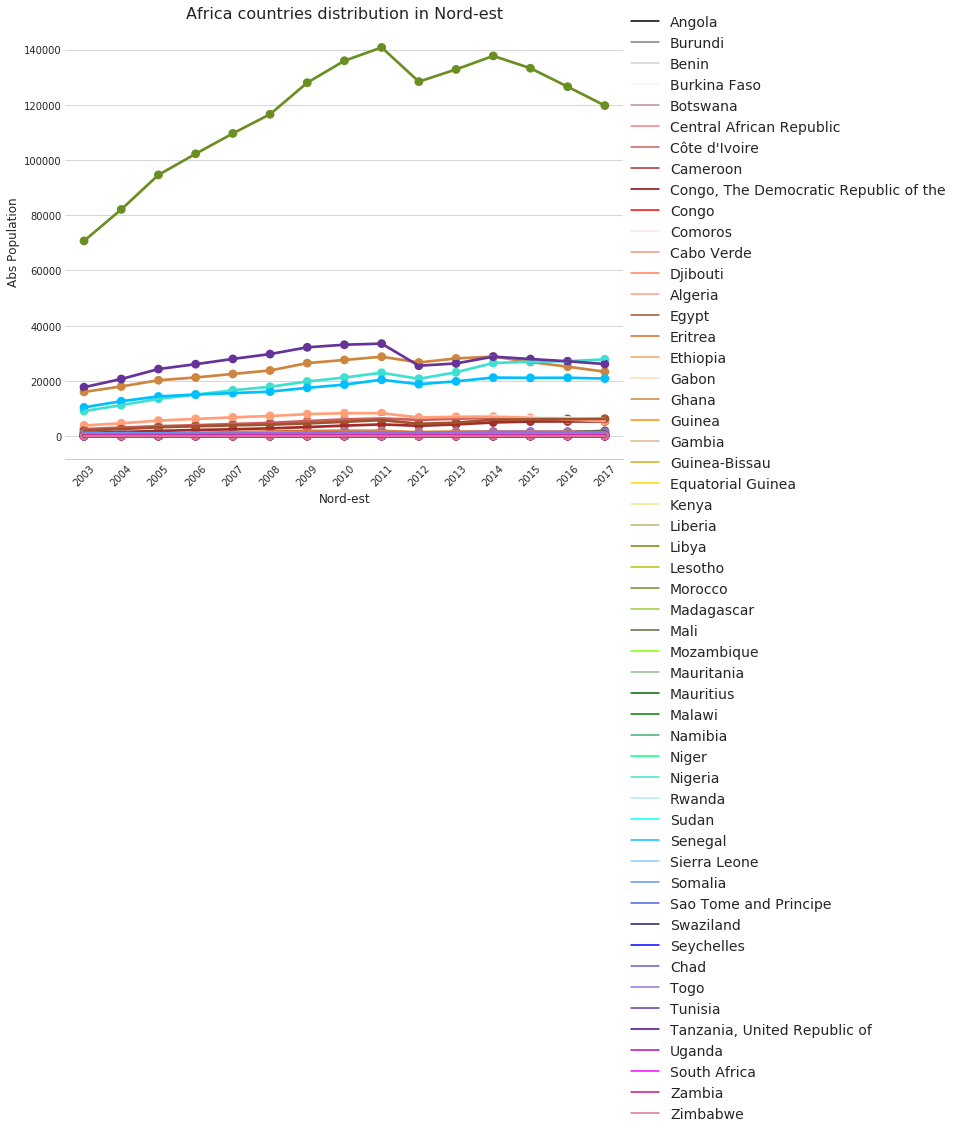 Africa countries distribution in Nord-est
Abs Population
140000
120000
100000
80000
60000
40000
20000
0
2003
2004
2005
2006
2007
2008
2009
2010
2011
2012
2013
2014
2015
2016
2017
Nord-est
Angola
Burundi
Benin
Burkina Faso
Botswana
Central African Republic
Côte d'Ivoire
Cameroon
Congo, The Democratic Republic of the
Congo
Comoros
Cabo Verde
Djibouti
Algeria
Egypt
Eritrea
Ethiopia
Gabon
Ghana
Guinea
Gambia
Guinea-Bissau
Equatorial Guinea
Kenya
Liberia
Libya
Lesotho
Morocco
Madagascar
Mali
Mozambique
Mauritania
Mauritius
Malawi
Namibia
Niger
Nigeria
Rwanda
Sudan
Senegal
Sierra Leone
Somalia
Sao Tome and Principe
Swaziland
Seychelles
Chad
Togo
Tunisia
Tanzania, United Republic of
Uganda
South Africa
Zambia
Zimbabwe